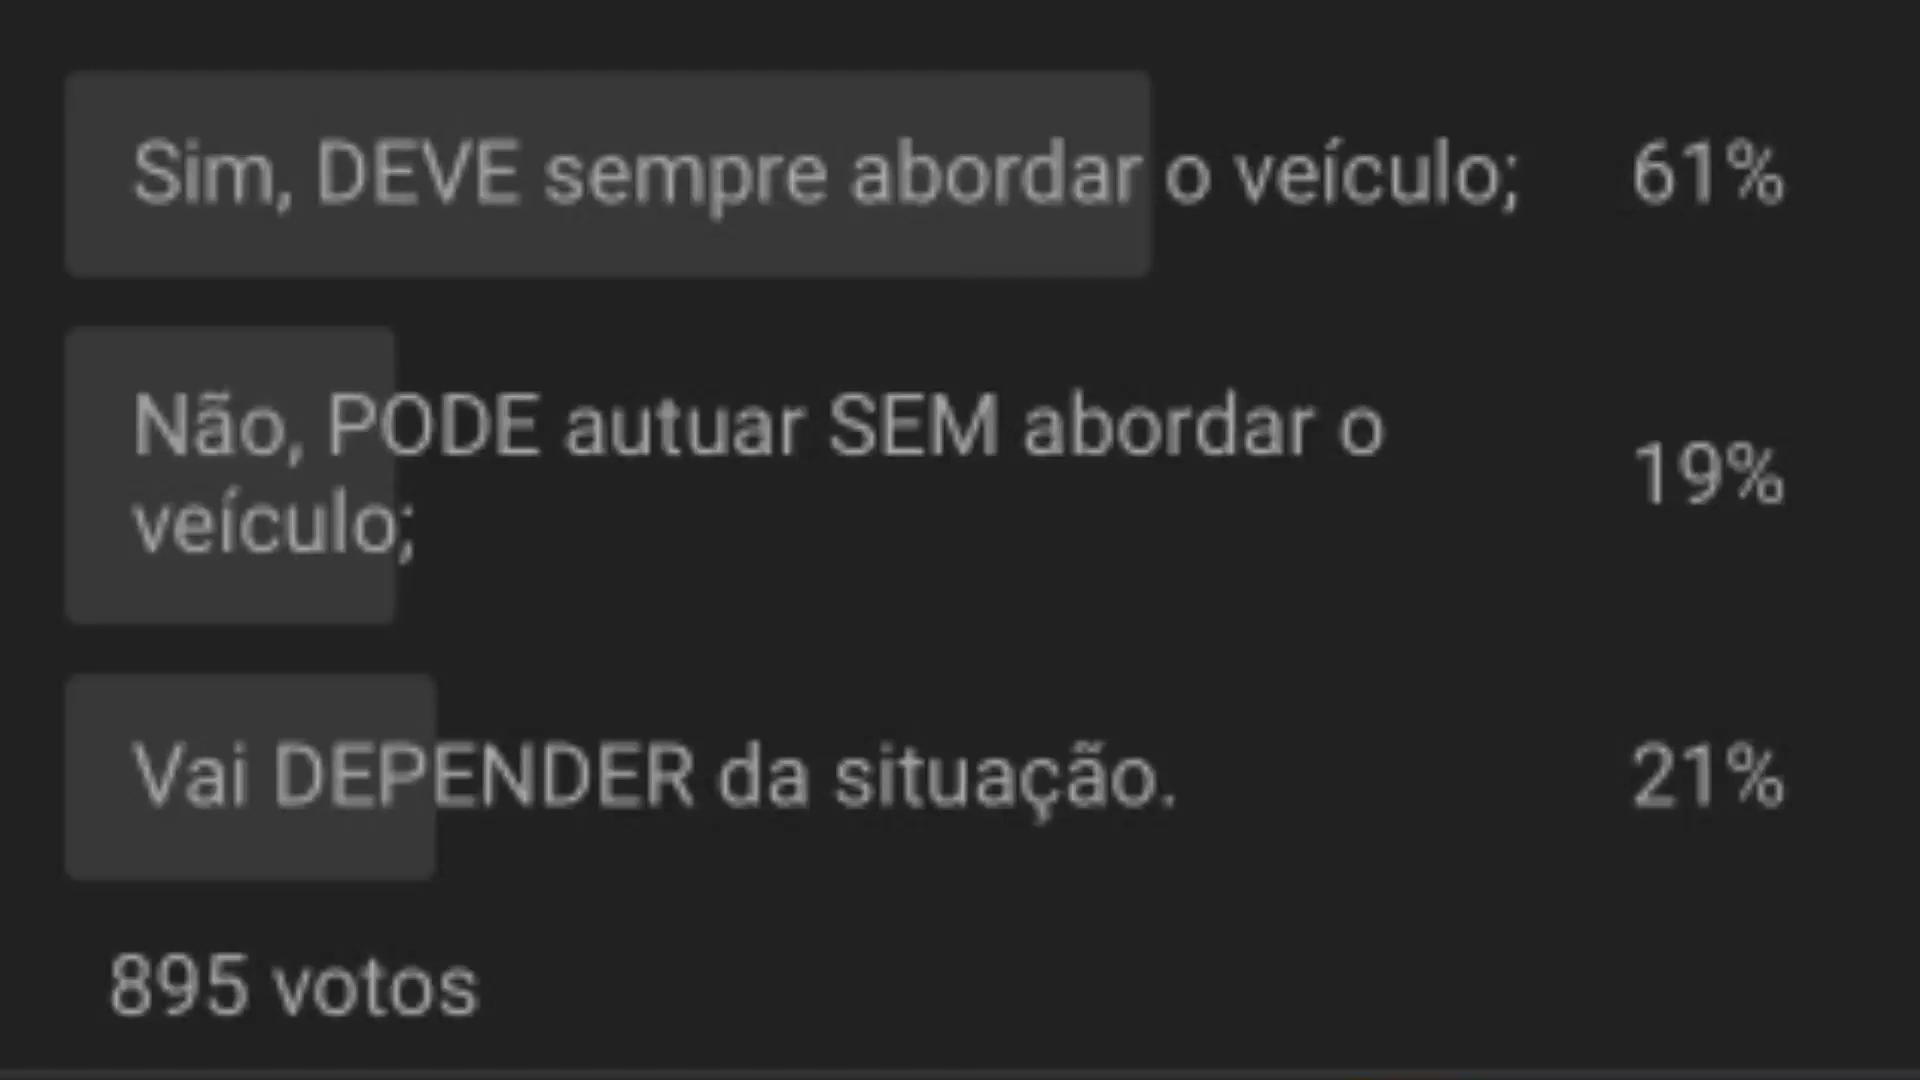 Sim, DEVE sempre abordar o veículo; 61%
Não, PODE autuar SEM abordar o
veículo; 19%
Vai DEPENDER da situação. 21%
895 votos